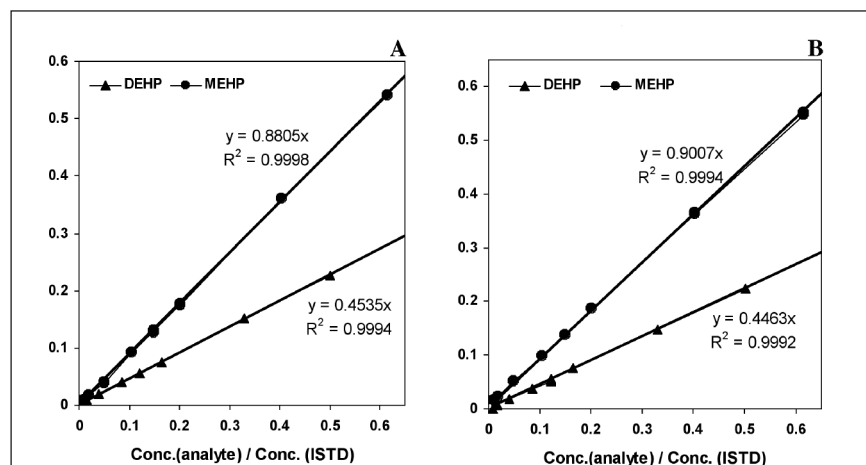 A
0.6
0.5
0.4
0.3
0.2
0.1
0
DEHP MEHP
y = 0.8805x
R² = 0.9998
y = 0.4535x
R² = 0.9994
0 0.1 0.2 0.3 0.4 0.5 0.6
Conc.(analyte) / Conc. (ISTD)
B
0.6
0.5
0.4
0.3
0.2
0.1
0
DEHP MEHP
y = 0.9007x
R² = 0.9994
y = 0.4463x
R² = 0.9992
0 0.1 0.2 0.3 0.4 0.5 0.6
Conc.(analyte) / Conc. (ISTD)